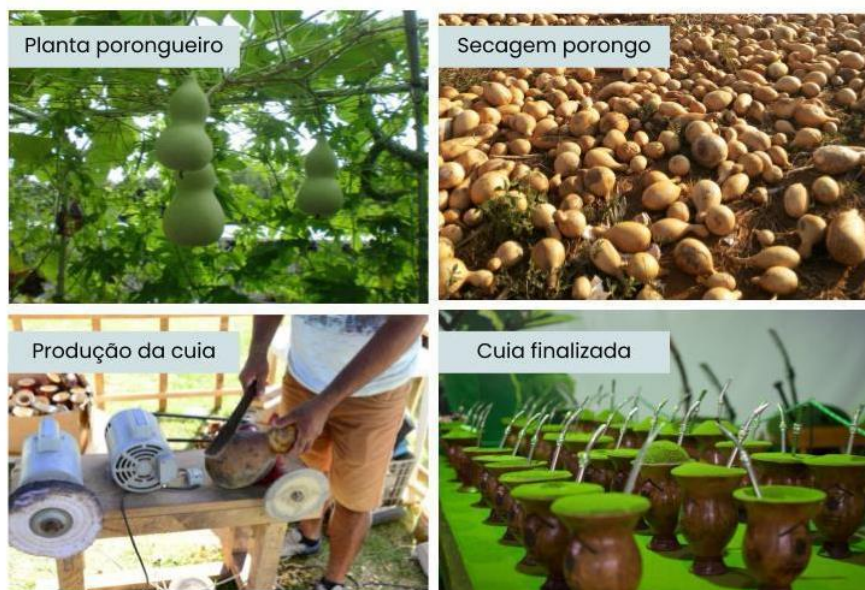 Planta porongueiro
Secagem porongo
Produção da cuia
Cuia finalizada